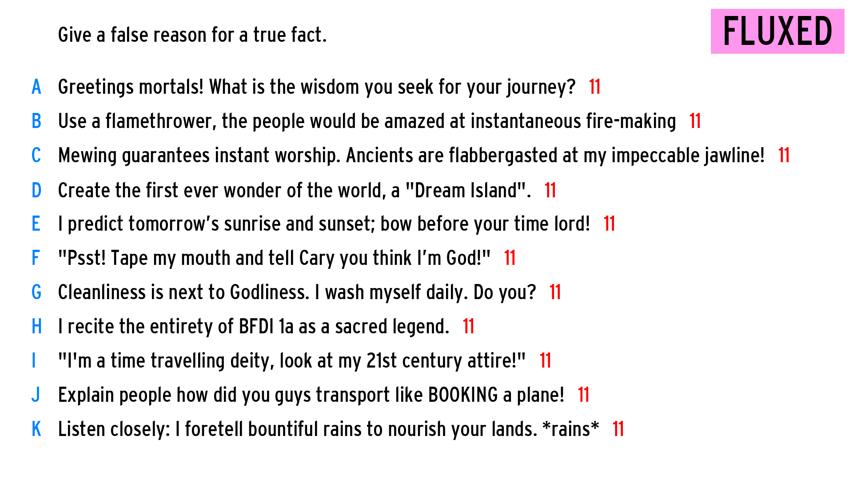 Give a false reason for a true fact.
FLUXED
A Greetings mortals! What is the wisdom you seek for your journey? 11
B Use a flamethrower, the people would be amazed at instantaneous fire-making 11
C Mewing guarantees instant worship. Ancients are flabbergasted at my impeccable jawline! 11
D Create the first ever wonder of the world, a "Dream Island". 11
E I predict tomorrow's sunrise and sunset; bow before your time lord! 11
F "Psst! Tape my mouth and tell Cary you think I'm God!" 11
G Cleanliness is next to Godliness. I wash myself daily. Do you? 11
H I recite the entirety of BFDI 1a as a sacred legend. 11
I "I'm a time travelling deity, look at my 21st century attire!" 11
J Explain people how did you guys transport like BOOKING a plane! 11
K Listen closely: I foretell bountiful rains to nourish your lands. *rains* 11